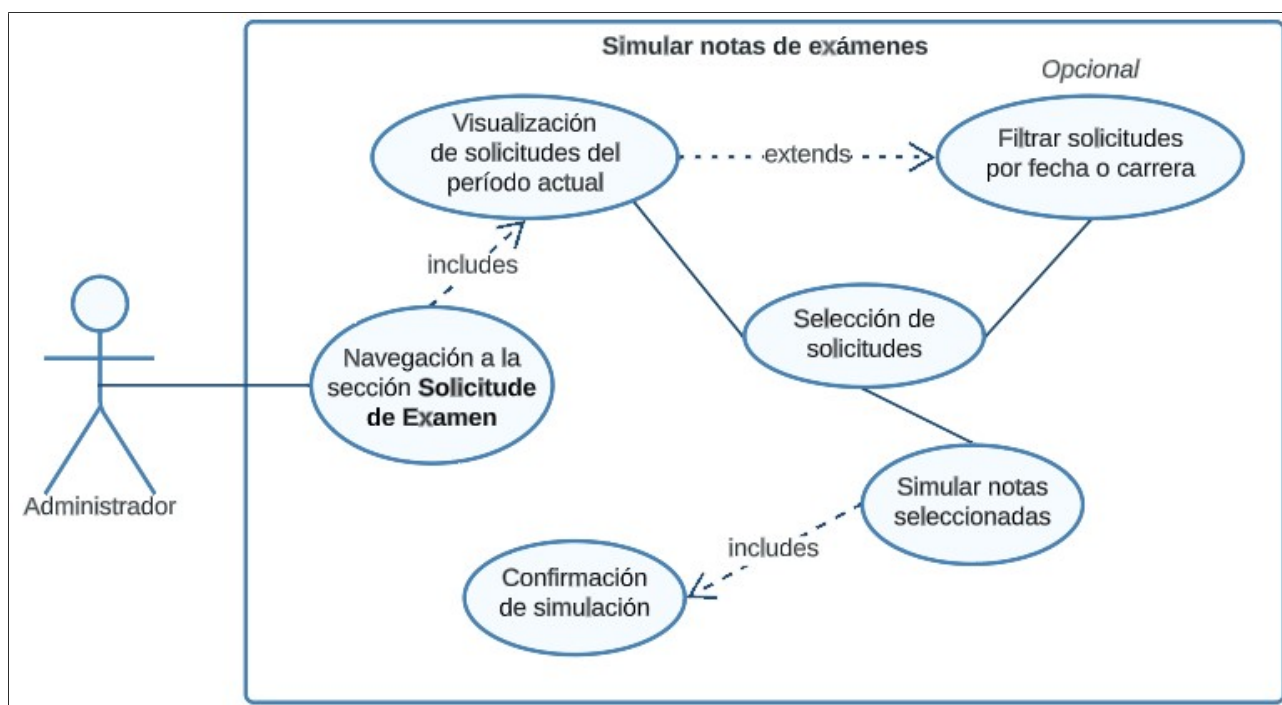 Simular notas de exámenes
Opcional
Visualización
de solicitudes del
período actual
extends
Filtrar solicitudes
por fecha o carrera
includes
Selección de
solicitudes
Navegación a la
sección Solicitude
de Examen
Administrador
Simular notas
seleccionadas
includes
Confirmación
de simulación